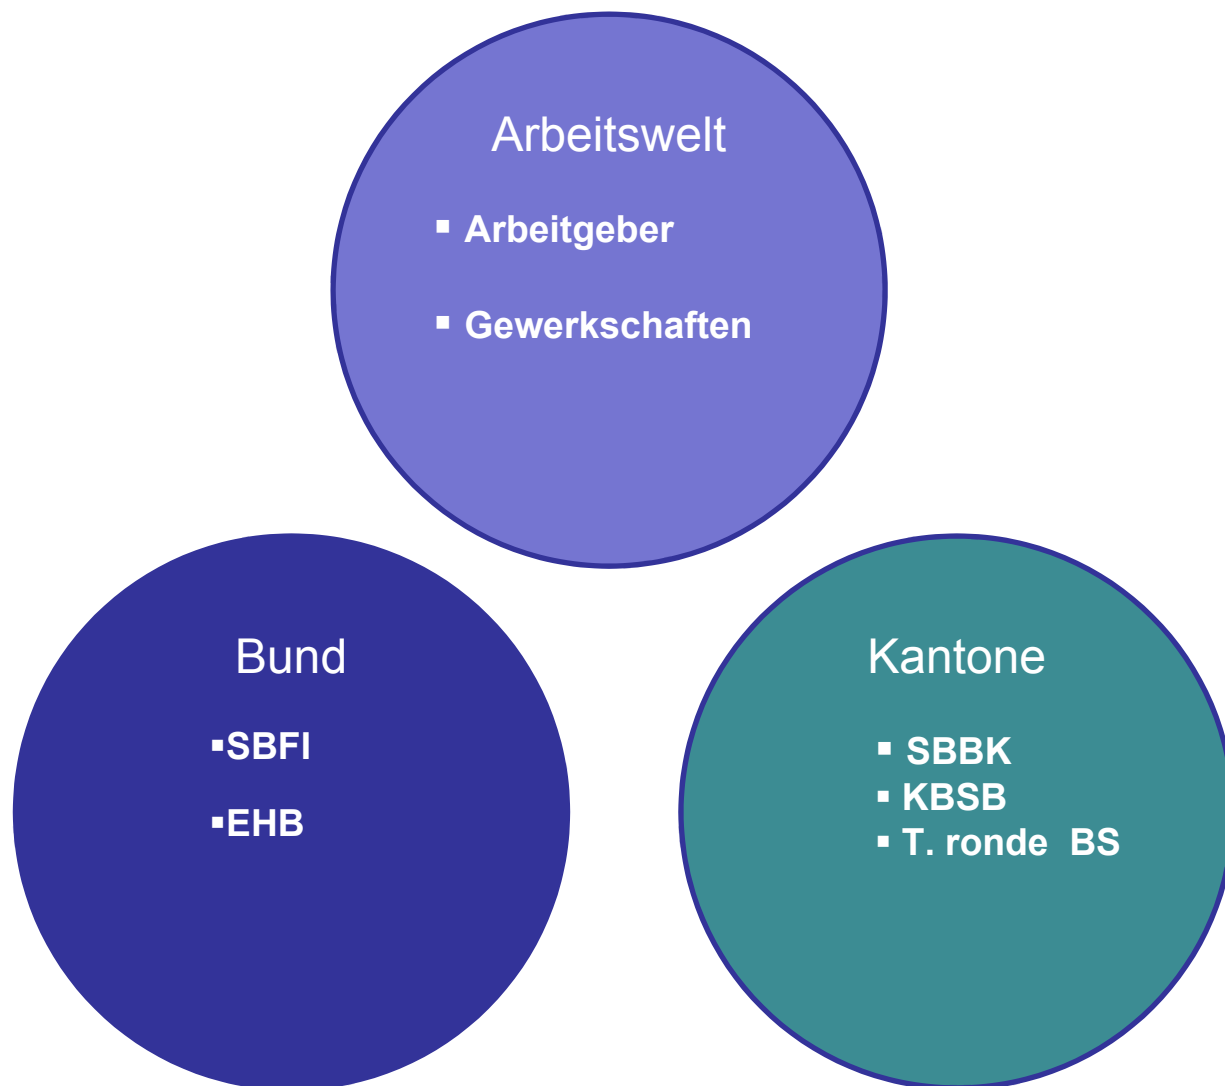 Arbeitswelt
▪ Arbeitgeber
▪ Gewerkschaften
Bund
▪SBFI
▪EHB
Kantone
▪ SBBK
▪ KBSB
▪ T. ronde BS